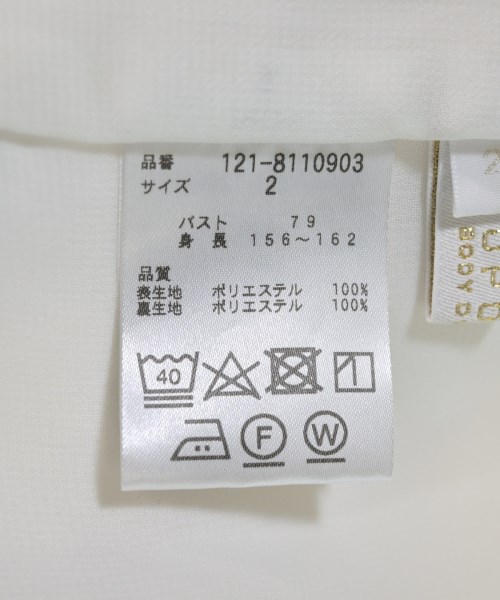 品番 121-8110903
サイズ 2
バスト 79
身長 156～162
品質
表生地 ポリエステル 100%
裏生地 ポリエステル 100%
40
F W
2
BODY D